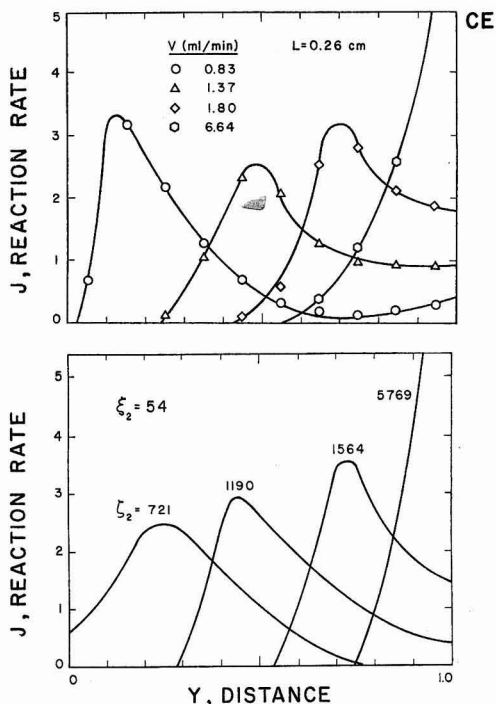 CE
5
4
3
2
1
0
J, REACTION RATE
V (ml/min)
○ 0.83
△ 1.37
◇ 1.80
⬡ 6.64
L=0.26 cm
5
4
3
2
1
0
J, REACTION RATE
ξ₂ = 54
ζ₂ = 721
1190
1564
5769
0
1.0
Y, DISTANCE